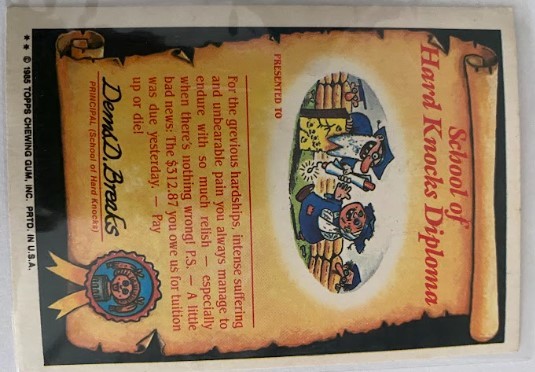 School of
Hard Knocks Diploma
PRESENTED TO
For the grevious hardships, intense suffering
and unbearable pain you always manage to
endure with so much relish — especially
when there's nothing wrong! P.S. — A little
bad news: The $312.87 you owe us for tuition
was due yesterday. — Pay
up or die!
Dema D. Breaks
PRINCIPAL (School of Hard Knocks)
** © 1985 TOPPS CHEWING GUM, INC. PRTD. IN U.S.A.